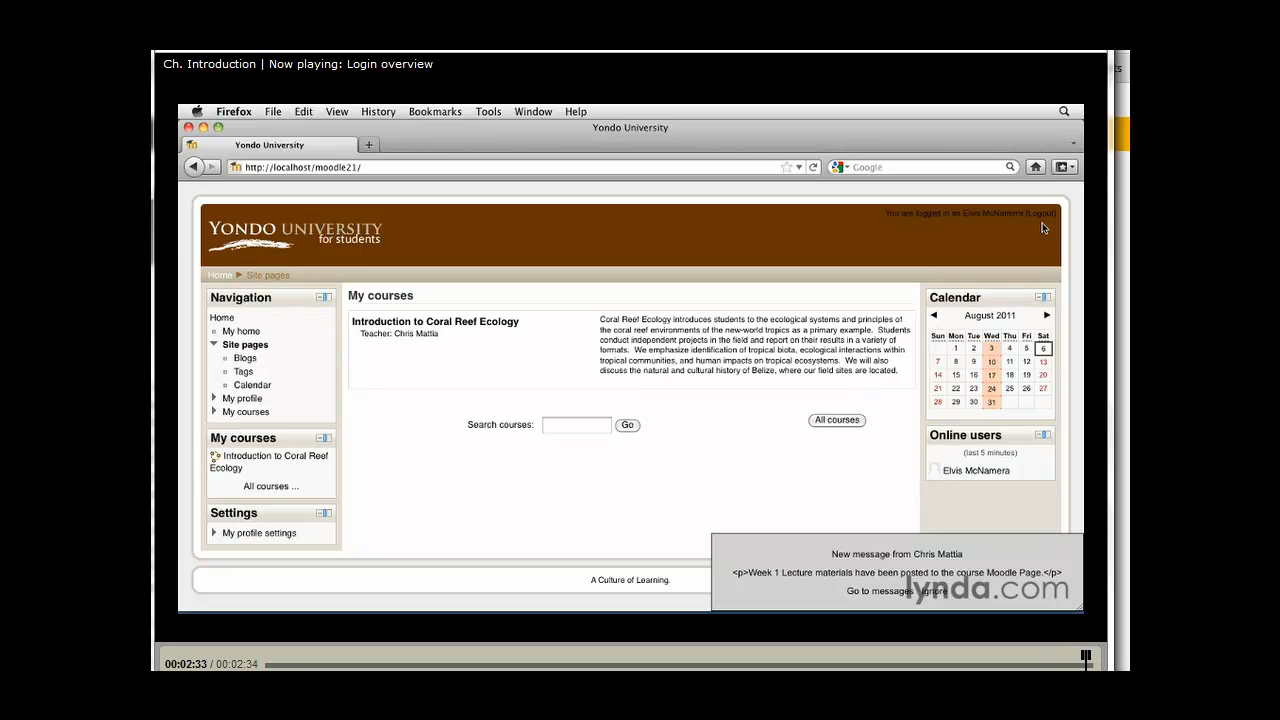 Ch. Introduction | Now playing: Login overview
Firefox File Edit View History Bookmarks Tools Window Help
Yondo University
Yondo University
http://localhost/moodle21/
Google
You are logged in as Elvis McNamera (Logout)
YONDO UNIVERSITY
for students
Home ► Site pages
Navigation
Home
My home
Site pages
Blogs
Tags
Calendar
My profile
My courses
My courses
Introduction to Coral Reef
Ecology
All courses ...
Settings
My profile settings
My courses
Introduction to Coral Reef Ecology
Teacher: Chris Mattia
Coral Reef Ecology introduces students to the ecological systems and principles of
the coral reef environments of the new-world tropics as a primary example. Students
conduct independent projects in the field and report on their results in a variety of
formats. We emphasize identification of tropical biota, ecological interactions within
tropical communities, and human impacts on tropical ecosystems. We will also
discuss the natural and cultural history of Belize, where our field sites are located.
Search courses:
Go
All courses
Calendar
◄ August 2011 ►
Sun Mon Tue Wed Thu Fri Sat
1 2 3 4 5 6
7 8 9 10 11 12 13
14 15 16 17 18 19 20
21 22 23 24 25 26 27
28 29 30 31
Online users
(last 5 minutes)
Elvis McNamera
A Culture of Learning.
New message from Chris Mattia
<p>Week 1 Lecture materials have been posted to the course Moodle Page.</p>
Go to messages Ignore
lynda.com
00:02:33 / 00:02:34